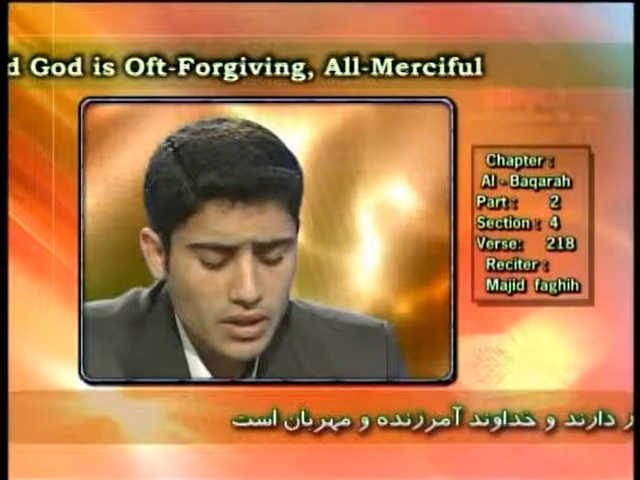 d God is Oft-Forgiving, All-Merciful
Chapter :
Al - Baqarah
Part : 2
Section : 4
Verse: 218
Reciter :
Majid faghih
ز دارند و خداوند آمرزنده و مهربان است